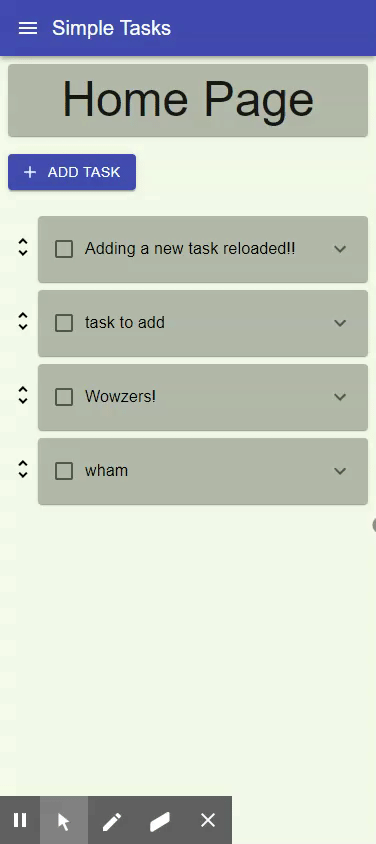 Simple Tasks
Home Page
ADD TASK
Adding a new task reloaded!!
task to add
Wowzers!
wham